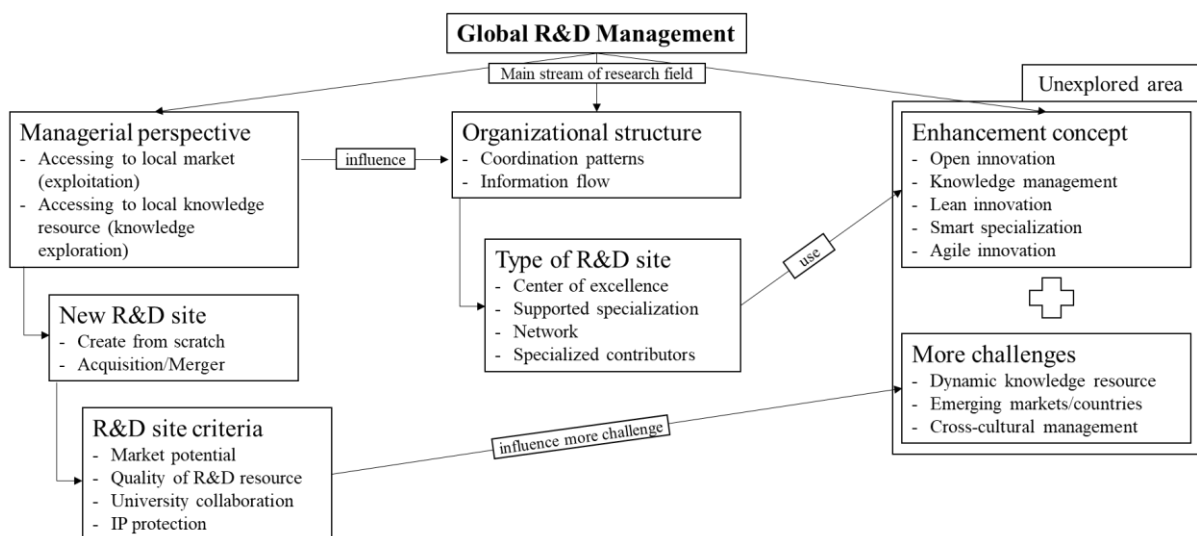 Global R&D Management
Main stream of research field
Unexplored area
Managerial perspective
- Accessing to local market
(exploitation)
- Accessing to local knowledge
resource (knowledge
exploration)
influence
Organizational structure
- Coordination patterns
- Information flow
Enhancement concept
- Open innovation
- Knowledge management
- Lean innovation
- Smart specialization
- Agile innovation
Type of R&D site
- Center of excellence
- Supported specialization
- Network
- Specialized contributors
use
New R&D site
- Create from scratch
- Acquisition/Merger
More challenges
- Dynamic knowledge resource
- Emerging markets/countries
- Cross-cultural management
R&D site criteria
- Market potential
- Quality of R&D resource
- University collaboration
- IP protection
influence more challenge